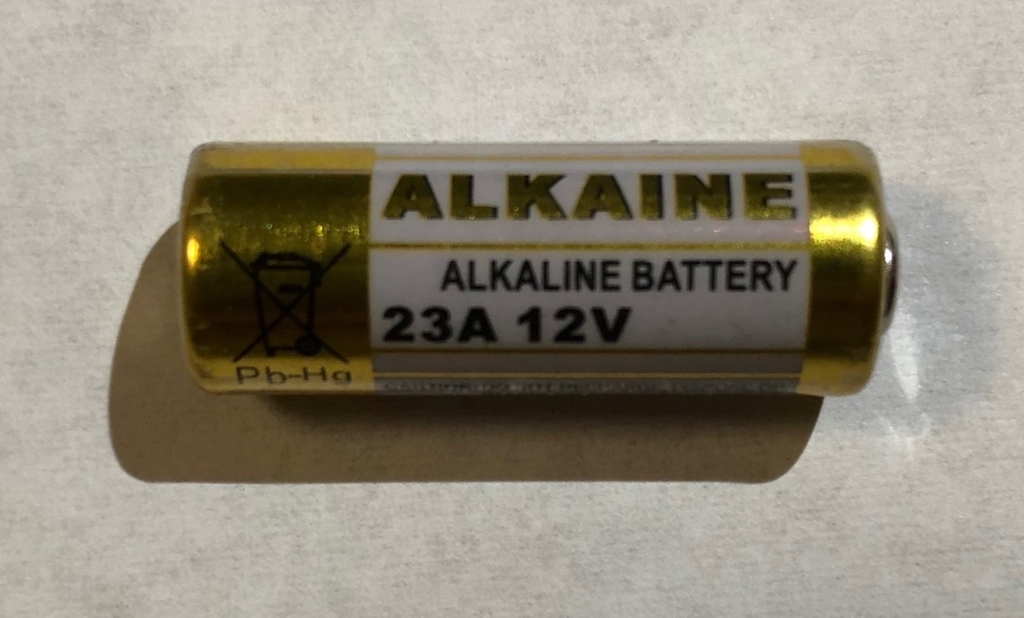 ALKAINE
ALKALINE BATTERY
23A 12V
Pb-Hg